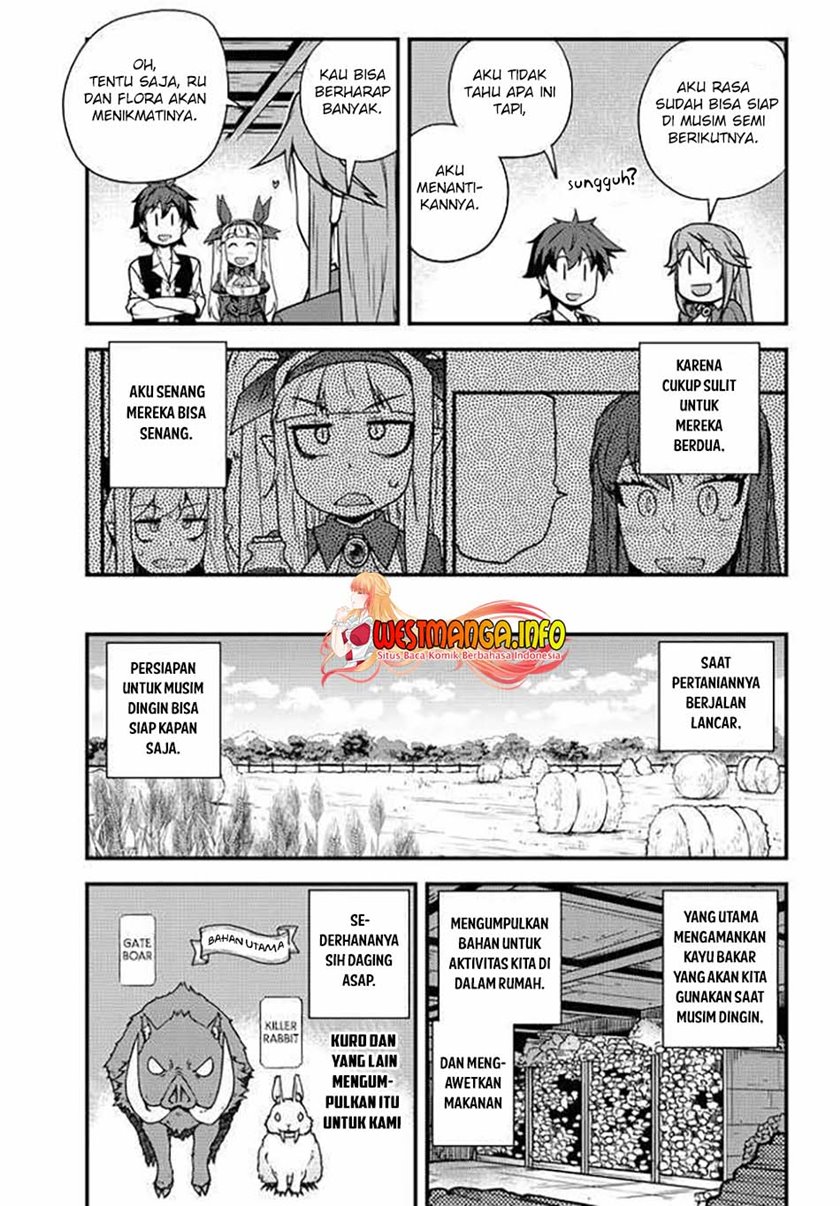 AKU RASA
SUDAH BISA SIAP
DI MUSIM SEMI
BERIKUTNYA.
sungguh?
AKU TIDAK
TAHU APA INI
TAPI,
AKU
MENANTI-
KANNYA.
KAU BISA
BERHARAP
BANYAK.
OH,
TENTU SAJA, RU
DAN FLORA AKAN
MENIKMATINYA.
KARENA
CUKUP SULIT
UNTUK
MEREKA
BERDUA.
AKU SENANG
MEREKA BISA
SENANG.
WESTMANGA.INFO
Situs Baca Komik Berbahasa Indonesia
SAAT
PERTANIANNYA
BERJALAN
LANCAR.
PERSIAPAN
UNTUK MUSIM
DINGIN BISA
SIAP KAPAN
SAJA.
YANG UTAMA
MENGAMANKAN
KAYU BAKAR
YANG AKAN KITA
GUNAKAN SAAT
MUSIM DINGIN.
MENGUMPULKAN
BAHAN UNTUK
AKTIVITAS KITA DI
DALAM RUMAH.
DAN MENG-
AWETKAN
MAKANAN
SE-
DERHANANYA
SIH DAGING
ASAP.
BAHAN UTAMA
GATE
BOAR
KILLER
RABBIT
KURO DAN
YANG LAIN
MENGUM-
PULKAN ITU
UNTUK KAMI